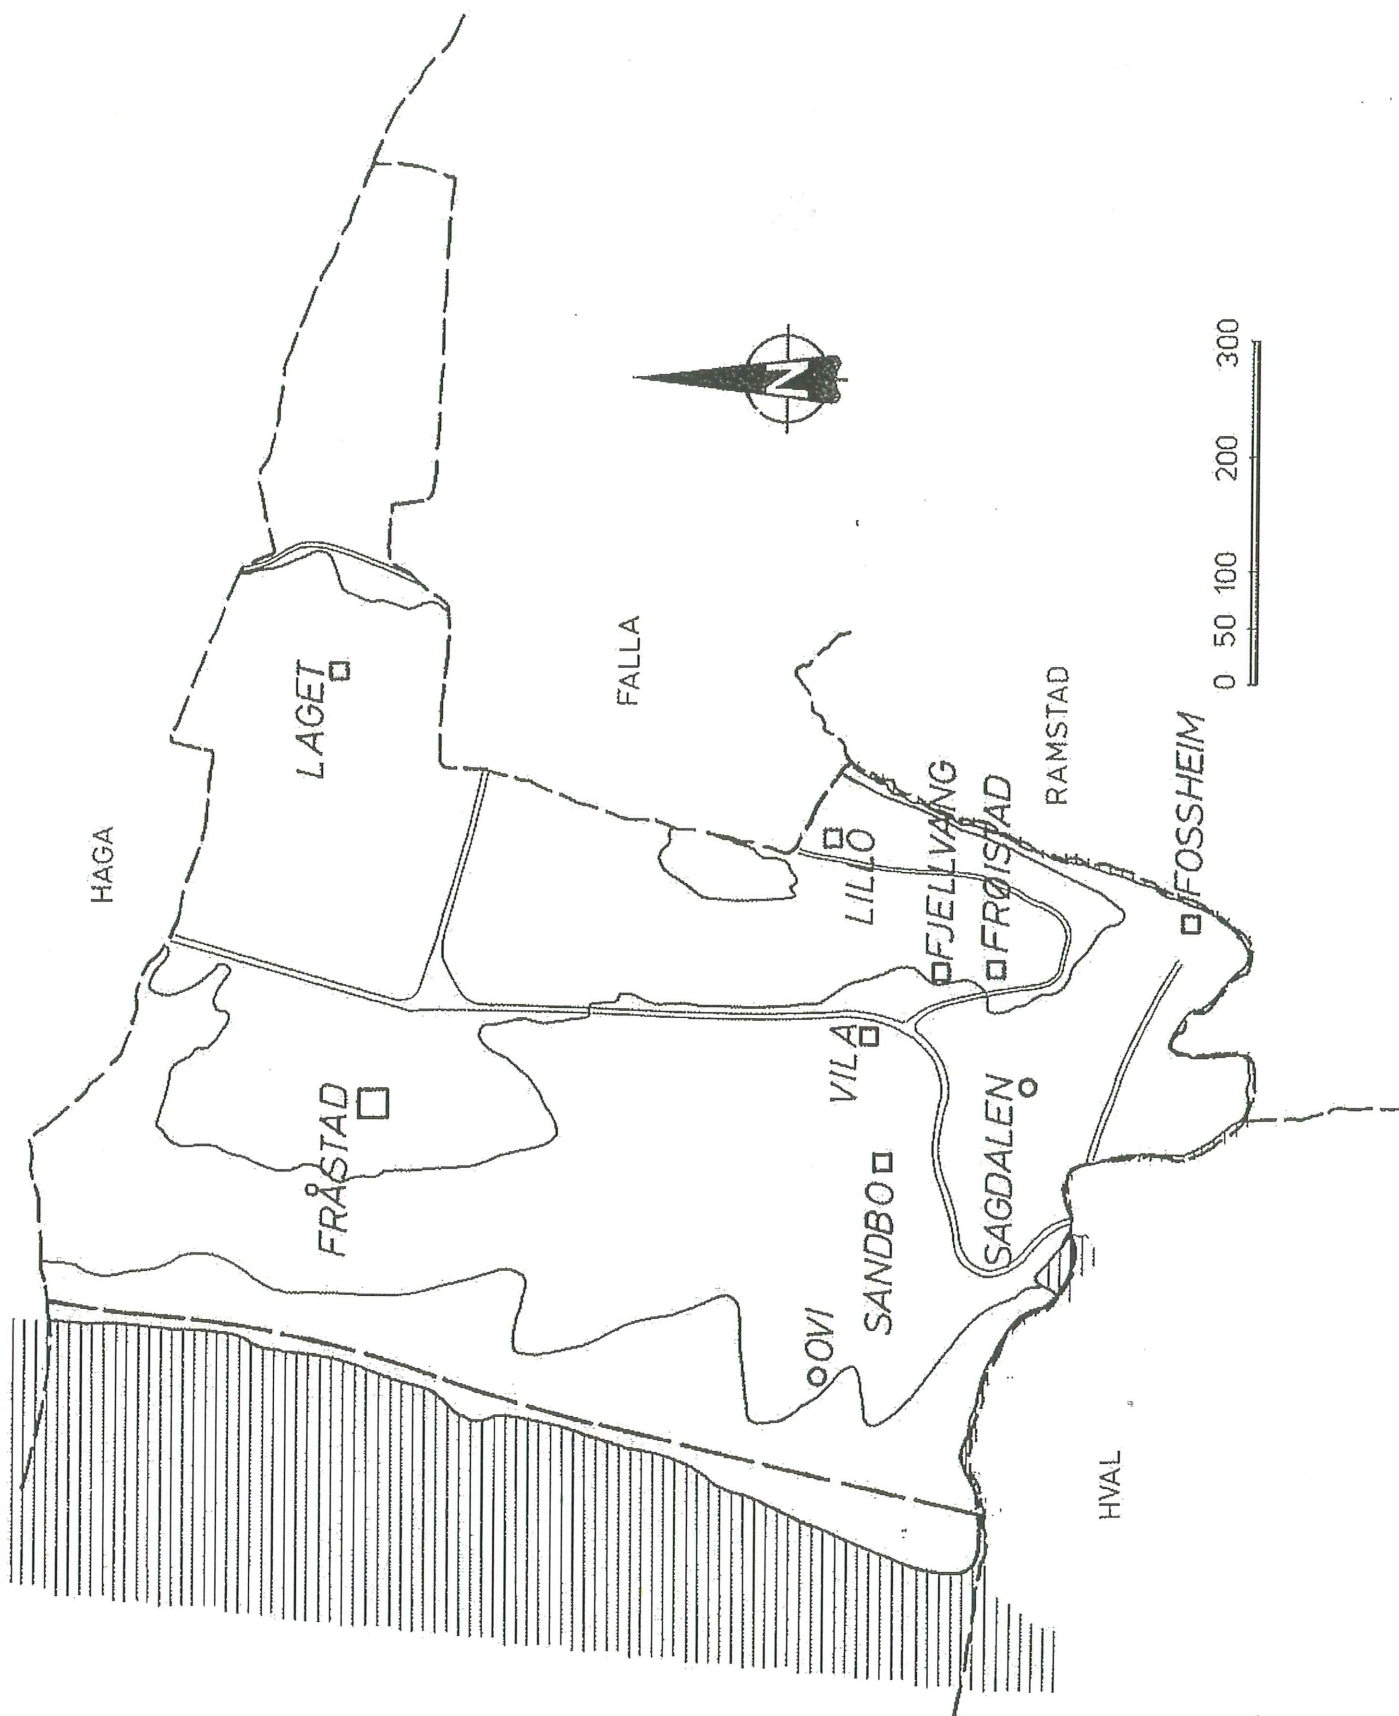 HAGA
LAGET
FRÅSTAD
FALLA
N
LILLO
VILA
FJELLVANG
FRØISTAD
RAMSTAD
SANDBO
SAGDALEN
OVI
FOSSHEIM
HVAL
0 50 100 200 300